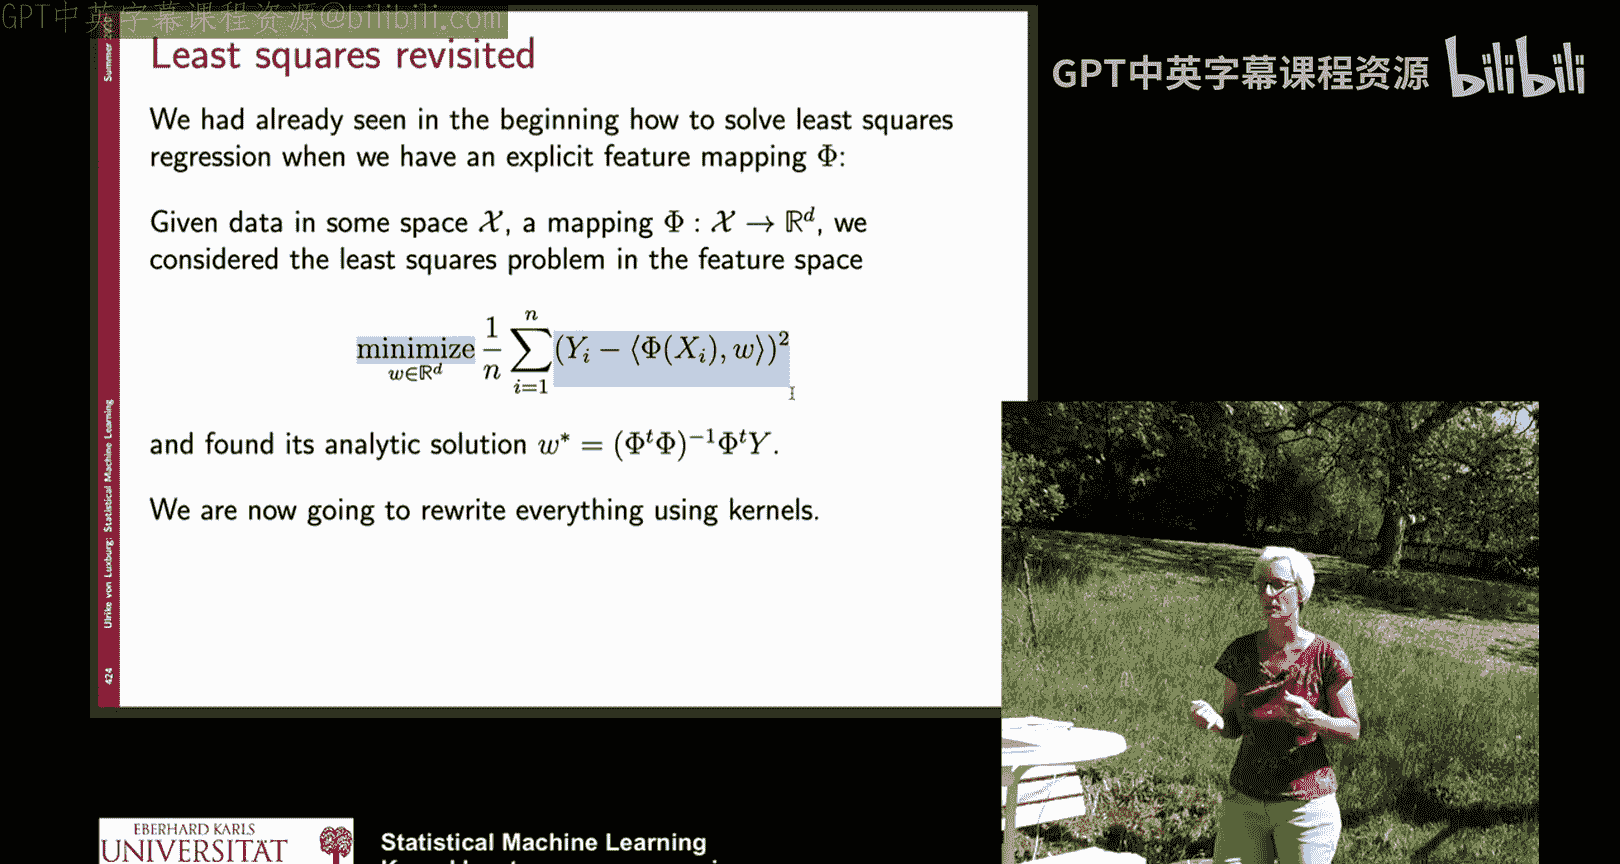 GPT中英字幕课程资源@bilibili.com
GPT中英字幕课程资源 bilibili
Summer
Least squares revisited
We had already seen in the beginning how to solve least squares
regression when we have an explicit feature mapping Φ:
Given data in some space 𝒳, a mapping Φ : 𝒳 → ℝᵈ, we
considered the least squares problem in the feature space
minimize_{w∈ℝᵈ} 1/n ∑_{i=1}^{n} (Y_i − ⟨Φ(X_i), w⟩)²
and found its analytic solution w* = (ΦᵗΦ)⁻¹ΦᵗY.
We are now going to rewrite everything using kernels.
Ulrike von Luxburg: Statistical Machine Learning
424
EBERHARD KARLS
UNIVERSITÄT
Statistical Machine Learning